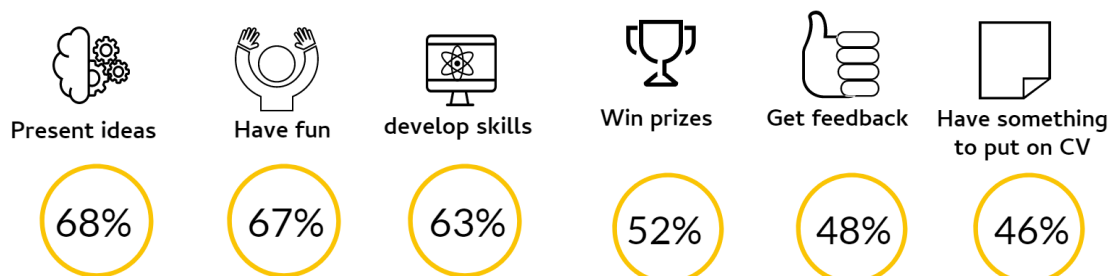 Present ideas
Have fun
develop skills
Win prizes
Get feedback
Have something
to put on CV
68%
67%
63%
52%
48%
46%